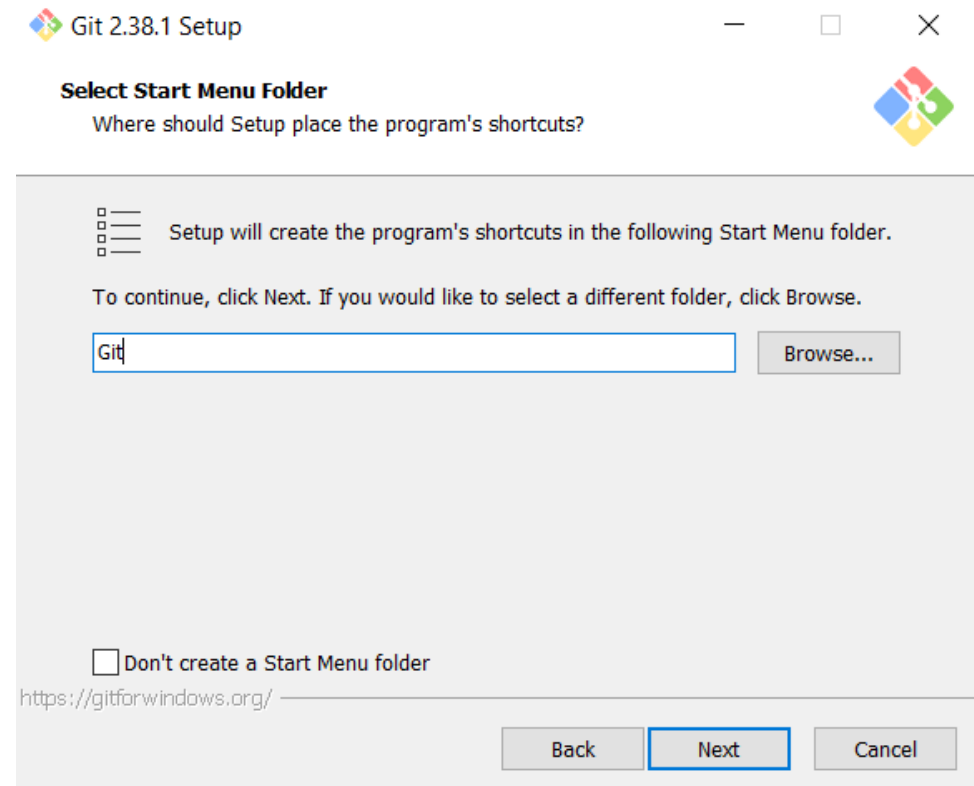 Git 2.38.1 Setup
Select Start Menu Folder
Where should Setup place the program's shortcuts?
Setup will create the program's shortcuts in the following Start Menu folder.
To continue, click Next. If you would like to select a different folder, click Browse.
Git
Browse...
Don't create a Start Menu folder
https://gitforwindows.org/
Back
Next
Cancel